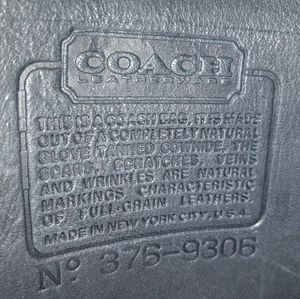 COACH
LEATHERWARE
THIS IS A COACH BAG. IT IS MADE
OUT OF A COMPLETELY NATURAL
GLOVE TANNED COWHIDE. THE
SCARS, SCRATCHES, VEINS
AND WRINKLES ARE NATURAL
MARKINGS CHARACTERISTIC
OF FULL-GRAIN LEATHERS.
MADE IN NEW YORK CITY, U.S.A.
Nº 375-9306